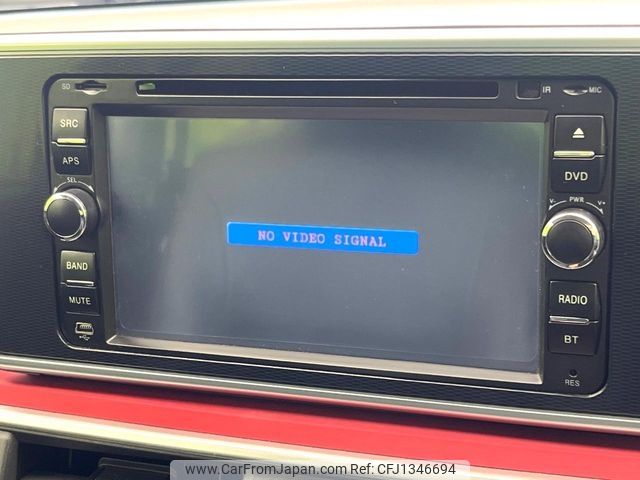 SD
IR
MIC
SRC
APS
DVD
SEL
V- PWR V+
NO VIDEO SIGNAL
BAND
MUTE
RADIO
BT
RES
www.CarFromJapan.com CFJ1346694